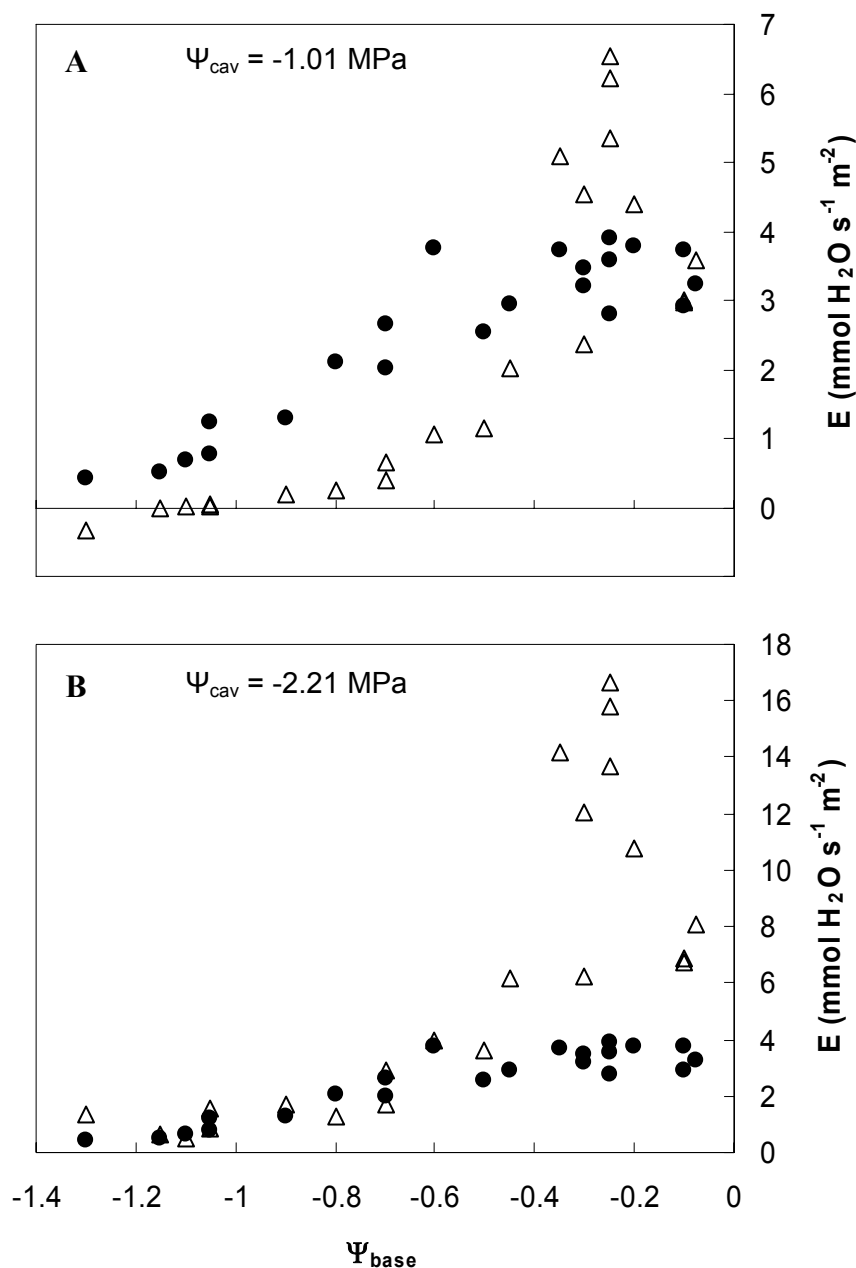 A
Ψcav = -1.01 MPa
7
6
5
4
3
2
1
0
E (mmol H2O s-1 m-2)
B
Ψcav = -2.21 MPa
18
16
14
12
10
8
6
4
2
0
E (mmol H2O s-1 m-2)
-1.4 -1.2 -1 -0.8 -0.6 -0.4 -0.2 0
Ψbase